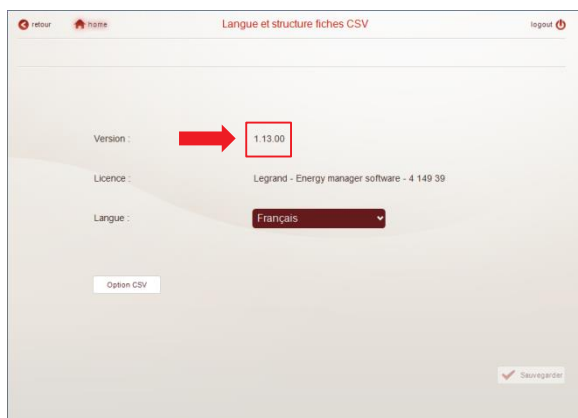 retour home Langue et structure fiches CSV logout
Version : 1.13.00
Licence : Legrand - Energy manager software - 4 149 39
Langue : Français
Option CSV
Sauvegarder